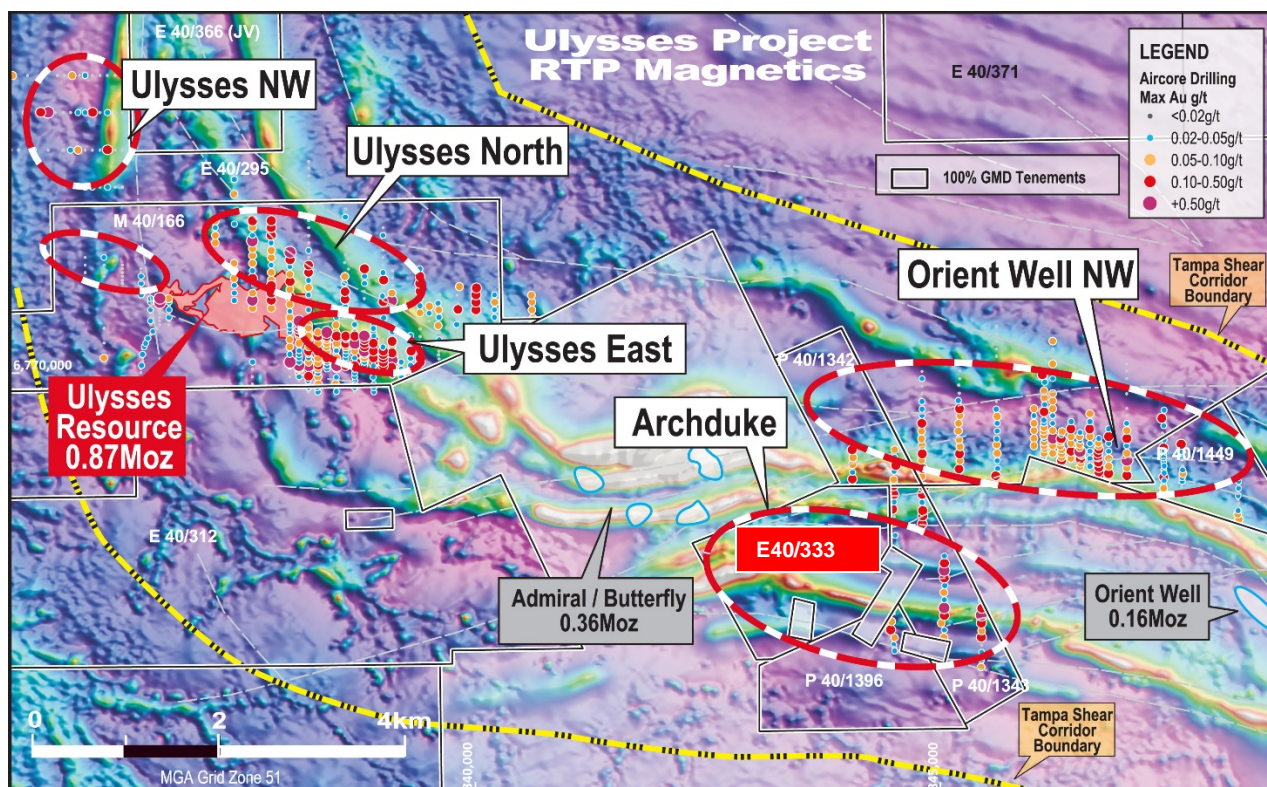 E 40/366 (JV)
Ulysses Project
RTP Magnetics
E 40/371
LEGEND
Aircore Drilling
Max Au g/t
<0.02g/t
0.02-0.05g/t
0.05-0.10g/t
0.10-0.50g/t
+0.50g/t
100% GMD Tenements
Ulysses NW
Ulysses North
E 40/295
M 40/166
Orient Well NW
Tampa Shear
Corridor
Boundary
Ulysses East
6,770,000
P 40/1342
Ulysses
Resource
0.87Moz
Archduke
P 40/1449
E40/333
E 40/312
Admiral / Butterfly
0.36Moz
Orient Well
0.16Moz
P 40/1396
P 40/1343
Tampa Shear
Corridor
Boundary
0
2
4km
MGA Grid Zone 51